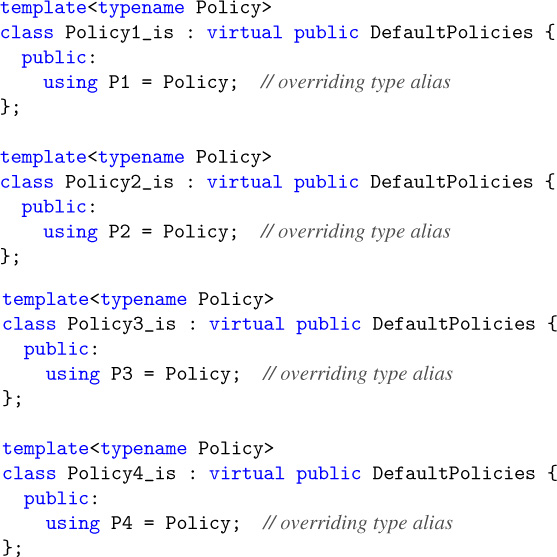 template<typename Policy>
class Policy1_is : virtual public DefaultPolicies {
  public:
    using P1 = Policy;  // overriding type alias
};

template<typename Policy>
class Policy2_is : virtual public DefaultPolicies {
  public:
    using P2 = Policy;  // overriding type alias
};

template<typename Policy>
class Policy3_is : virtual public DefaultPolicies {
  public:
    using P3 = Policy;  // overriding type alias
};

template<typename Policy>
class Policy4_is : virtual public DefaultPolicies {
  public:
    using P4 = Policy;  // overriding type alias
};